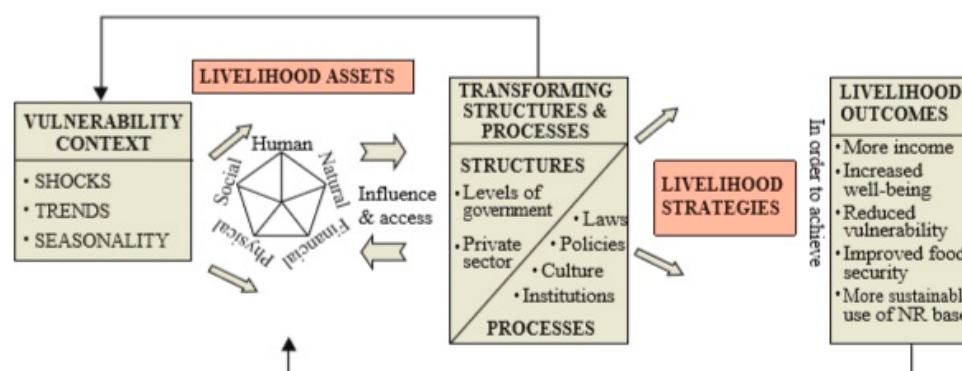 LIVELIHOOD ASSETS
VULNERABILITY
CONTEXT
• SHOCKS
• TRENDS
• SEASONALITY
Human
Social
Natural
Physical
Financial
Influence
& access
TRANSFORMING
STRUCTURES &
PROCESSES
STRUCTURES
• Levels of
government
• Private
sector
• Laws
• Policies
• Culture
• Institutions
PROCESSES
LIVELIHOOD
STRATEGIES
In order to achieve
LIVELIHOOD
OUTCOMES
• More income
• Increased
well-being
• Reduced
vulnerability
• Improved food
security
• More sustainabl
use of NR base